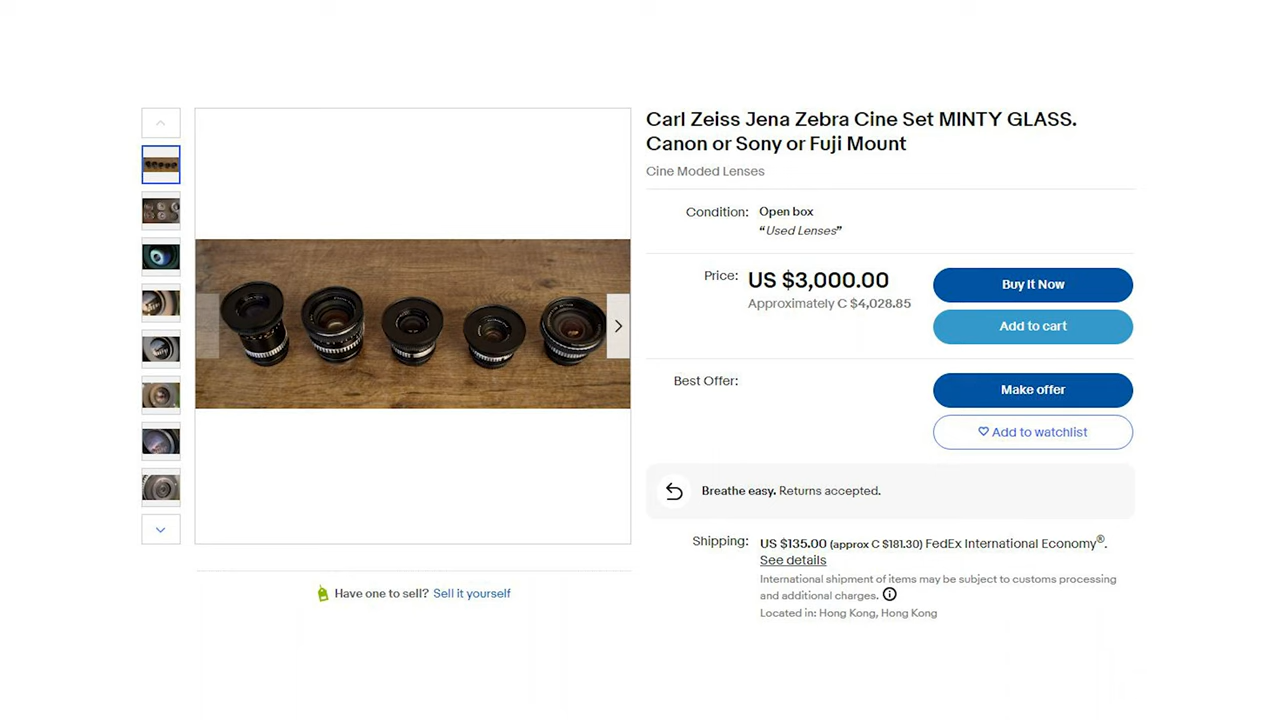 Carl Zeiss Jena Zebra Cine Set MINTY GLASS.
Canon or Sony or Fuji Mount
Cine Moded Lenses
Condition: Open box
“Used Lenses”
Price: US $3,000.00
Approximately C $4,028.85
Buy It Now
Add to cart
Best Offer:
Make offer
Add to watchlist
Breathe easy. Returns accepted.
Shipping: US $135.00 (approx C $181.30) FedEx International Economy®.
See details
International shipment of items may be subject to customs processing
and additional charges.
Located in: Hong Kong, Hong Kong
Have one to sell? Sell it yourself